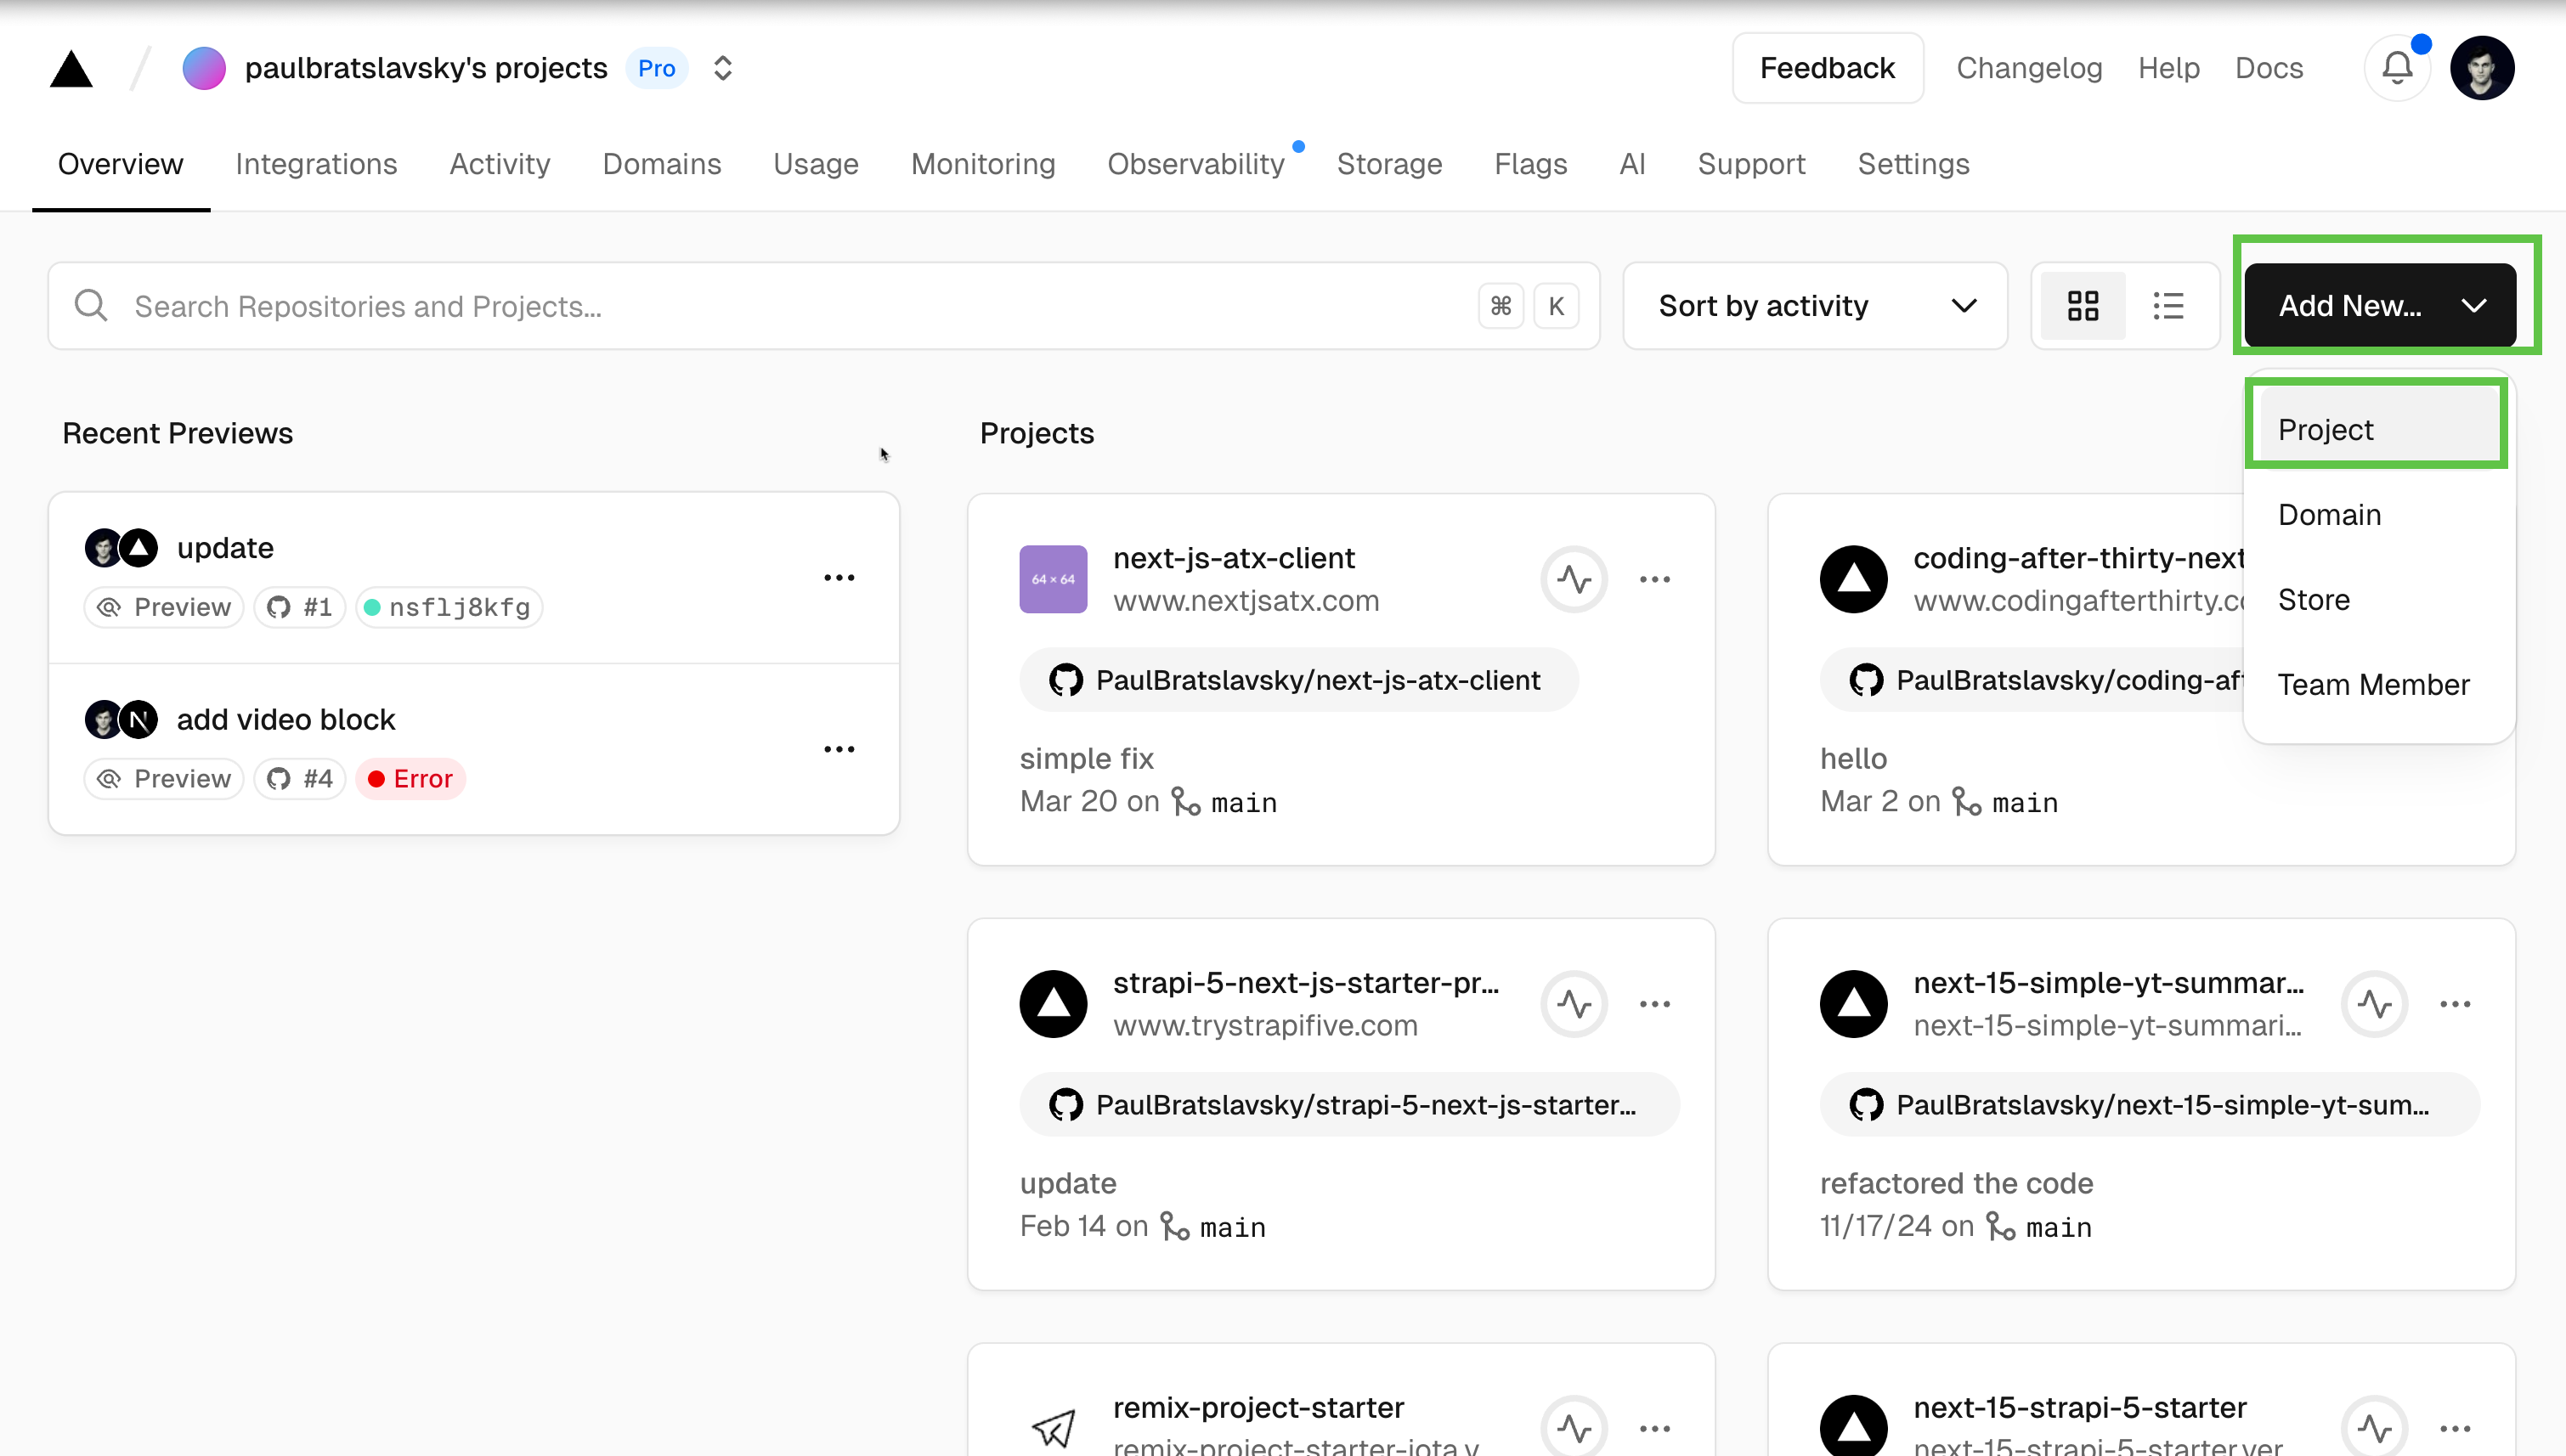 paulbratslavsky's projects Pro
Feedback Changelog Help Docs
Overview Integrations Activity Domains Usage Monitoring Observability Storage Flags AI Support Settings
Search Repositories and Projects... ⌘ K
Sort by activity
Add New...
Project
Domain
Store
Team Member
Recent Previews
update
Preview #1 nsflj8kfg
add video block
Preview #4 Error
Projects
64 × 64
next-js-atx-client
www.nextjsatx.com
PaulBratslavsky/next-js-atx-client
simple fix
Mar 20 on main
coding-after-thirty-next
www.codingafterthirty.c
PaulBratslavsky/coding-aft
hello
Mar 2 on main
strapi-5-next-js-starter-pr...
www.trystrapifive.com
PaulBratslavsky/strapi-5-next-js-starter...
update
Feb 14 on main
next-15-simple-yt-summar...
next-15-simple-yt-summari...
PaulBratslavsky/next-15-simple-yt-sum...
refactored the code
11/17/24 on main
remix-project-starter
remix-project-starter-iota.v
next-15-strapi-5-starter
next-15-strapi-5-starter.ver